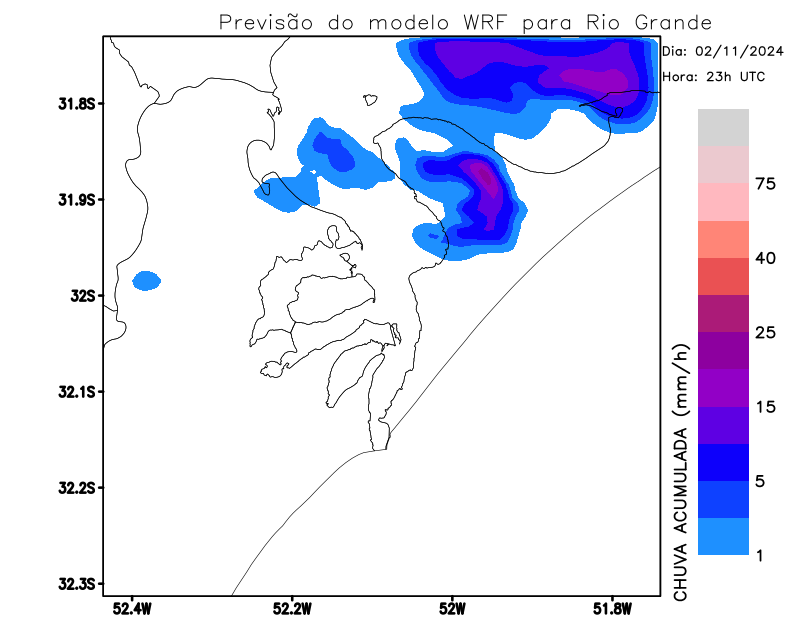 Previsão do modelo WRF para Rio Grande
Dia: 02/11/2024
Hora: 23h UTC
31.8S
31.9S
32S
32.1S
32.2S
32.3S
52.4W
52.2W
52W
51.8W
75
40
25
15
5
1
CHUVA ACUMULADA (mm/h)